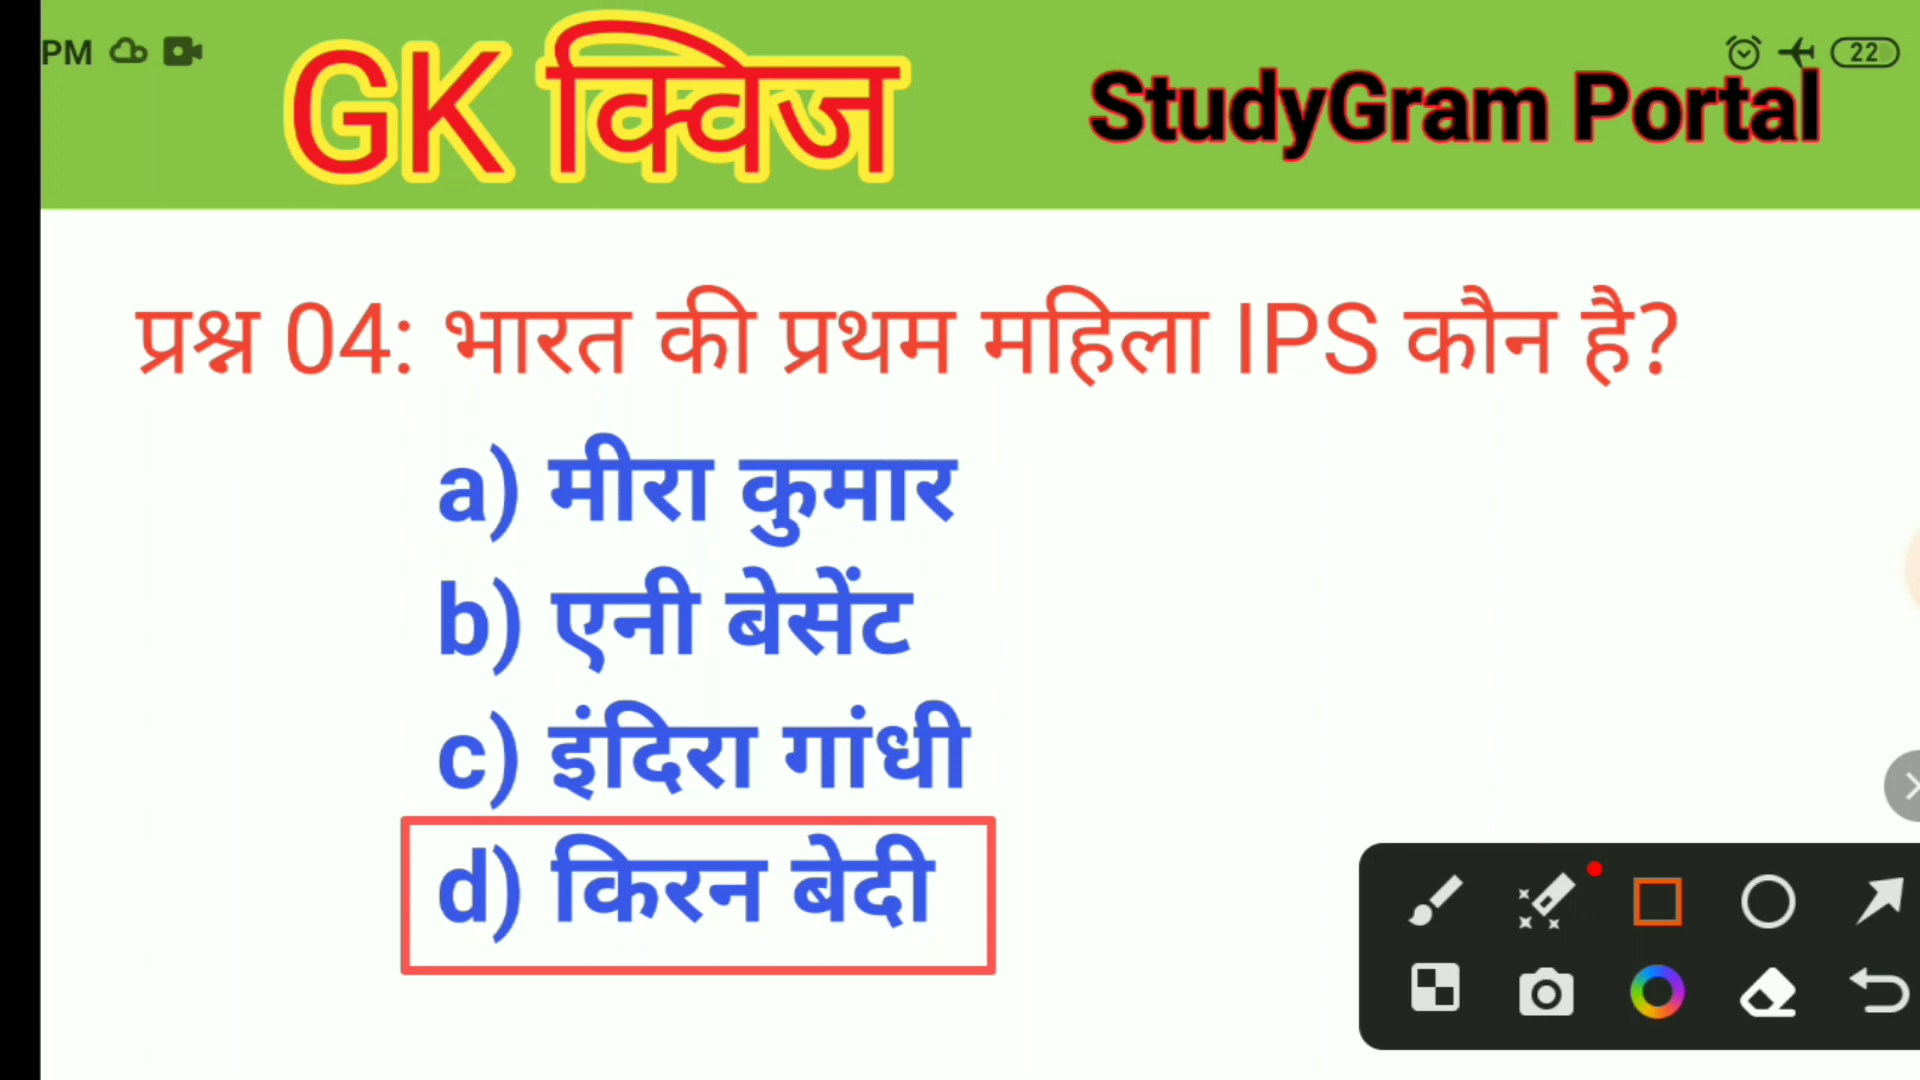 PM
22
GK क्विज
StudyGram Portal
प्रश्न 04: भारत की प्रथम महिला IPS कौन है?
a) मीरा कुमार
b) एनी बेसेंट
c) इंदिरा गांधी
d) किरन बेदी